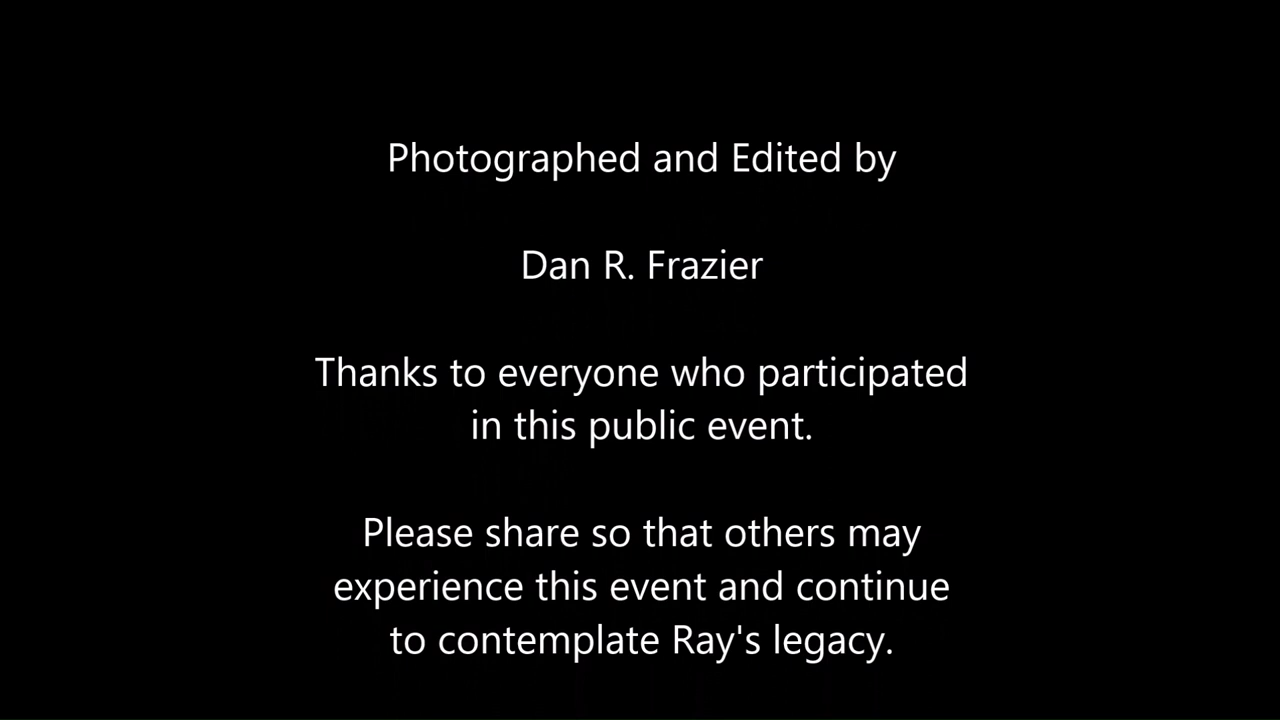 Photographed and Edited by
Dan R. Frazier
Thanks to everyone who participated
in this public event.
Please share so that others may
experience this event and continue
to contemplate Ray's legacy.